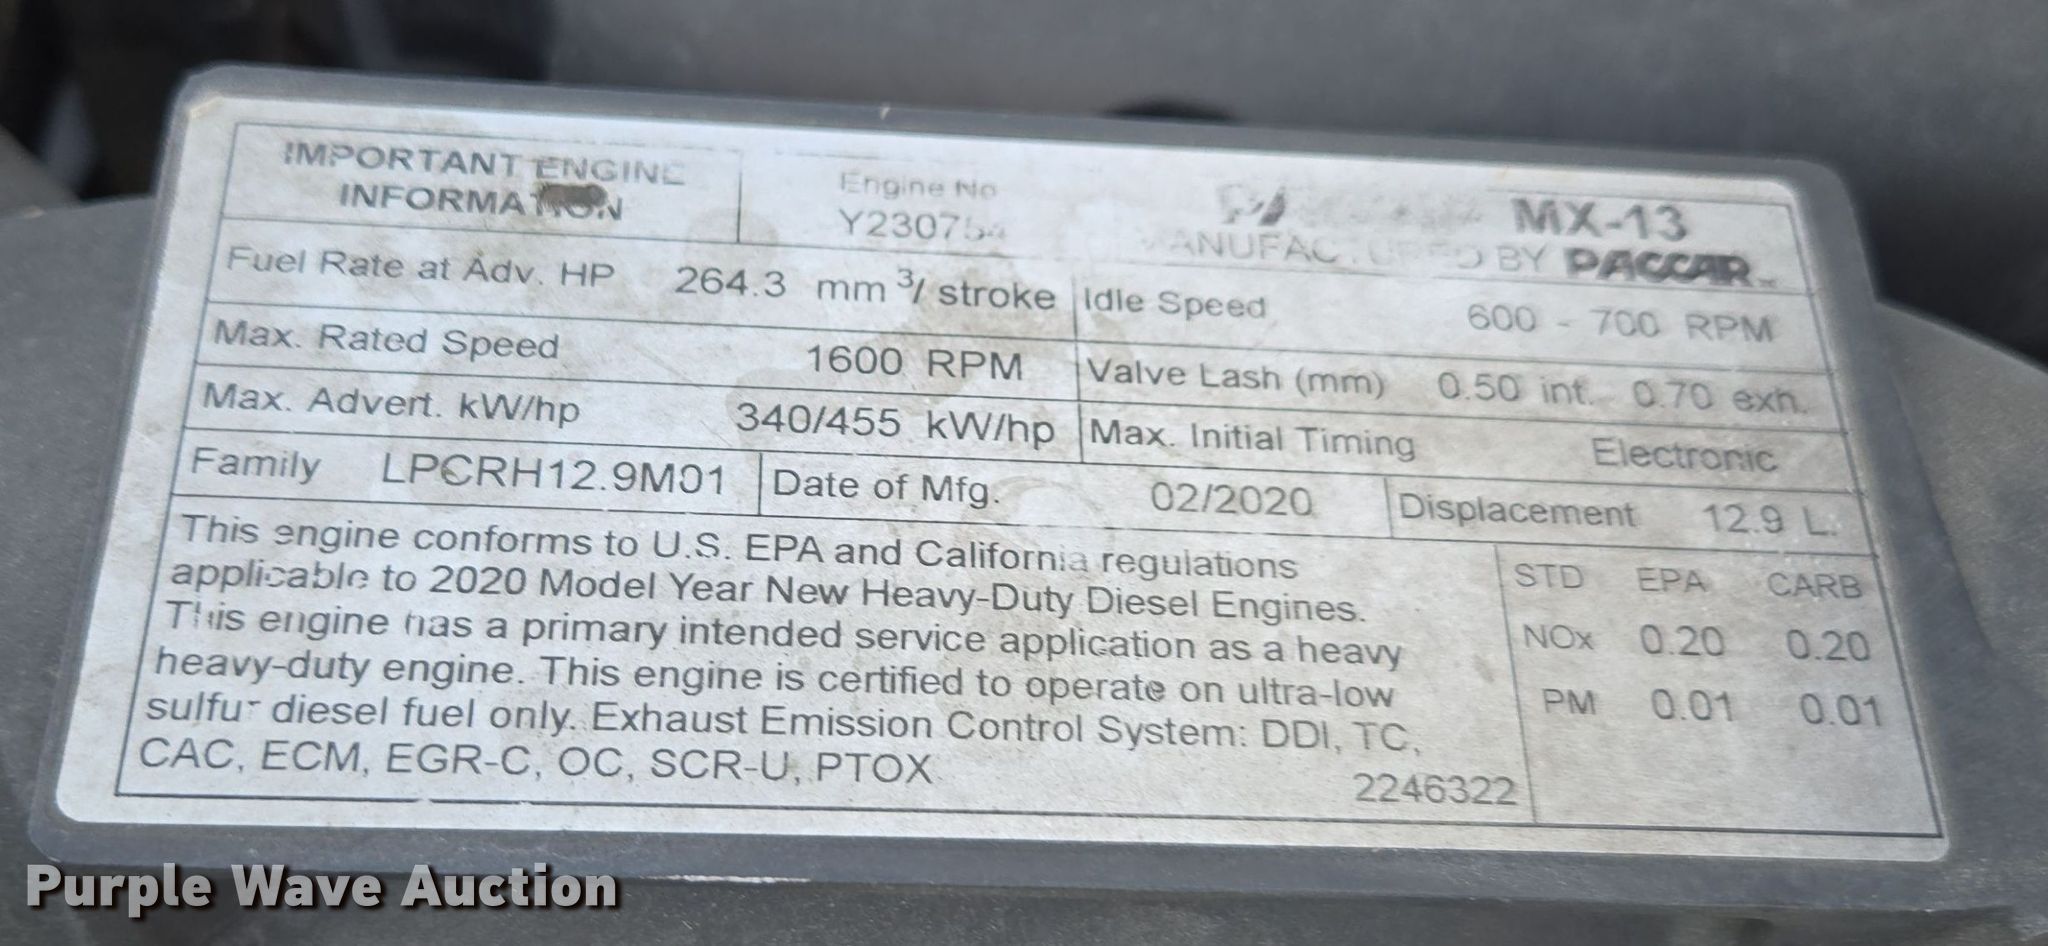 IMPORTANT ENGINE
INFORMATION
Engine No
MX-13
MANUFACTURED BY PACCAR
Fuel Rate at Adv. HP 264.3 mm 3/ stroke
Idle Speed 600 - 700 RPM
Max. Rated Speed 1600 RPM
Valve Lash (mm) 0.50 int. 0.70 exh.
Max. Advert. kW/hp 340/455 kW/hp
Max. Initial Timing Electronic
Family LPCRH12.9M01
Date of Mfg. 02/2020
Displacement 12.9 L.
This engine conforms to U.S. EPA and California regulations
applicable to 2020 Model Year New Heavy-Duty Diesel Engines.
This engine has a primary intended service application as a heavy
heavy-duty engine. This engine is certified to operate on ultra-low
sulfur diesel fuel only. Exhaust Emission Control System: DDI, TC,
CAC, ECM, EGR-C, OC, SCR-U, PTOX
2246322
STD EPA CARB
NOx 0.20 0.20
PM 0.01 0.01
Purple Wave Auction